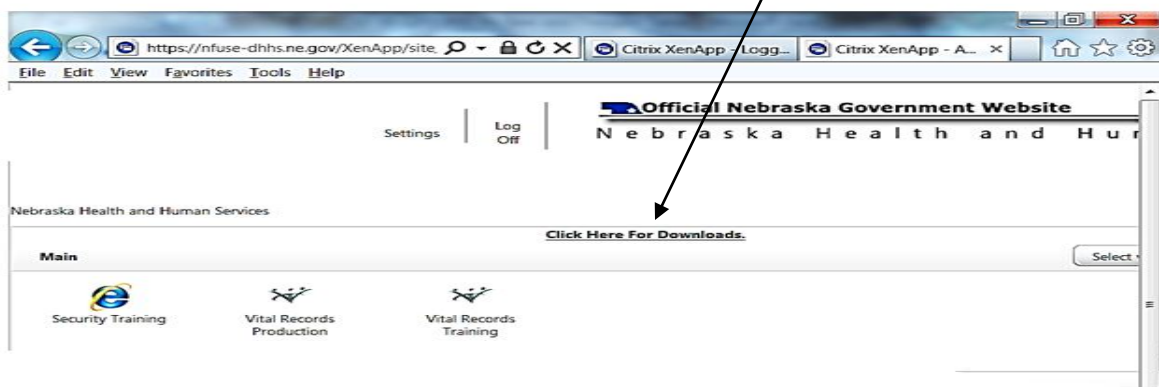 https://nfuse-dhhs.ne.gov/XenApp/site, Citrix XenApp - Logg... Citrix XenApp - A...
File Edit View Favorites Tools Help
Official Nebraska Government Website
Settings Log Off Nebraska Health and Hur
Nebraska Health and Human Services
Click Here For Downloads.
Main Select
Security Training Vital Records Production Vital Records Training